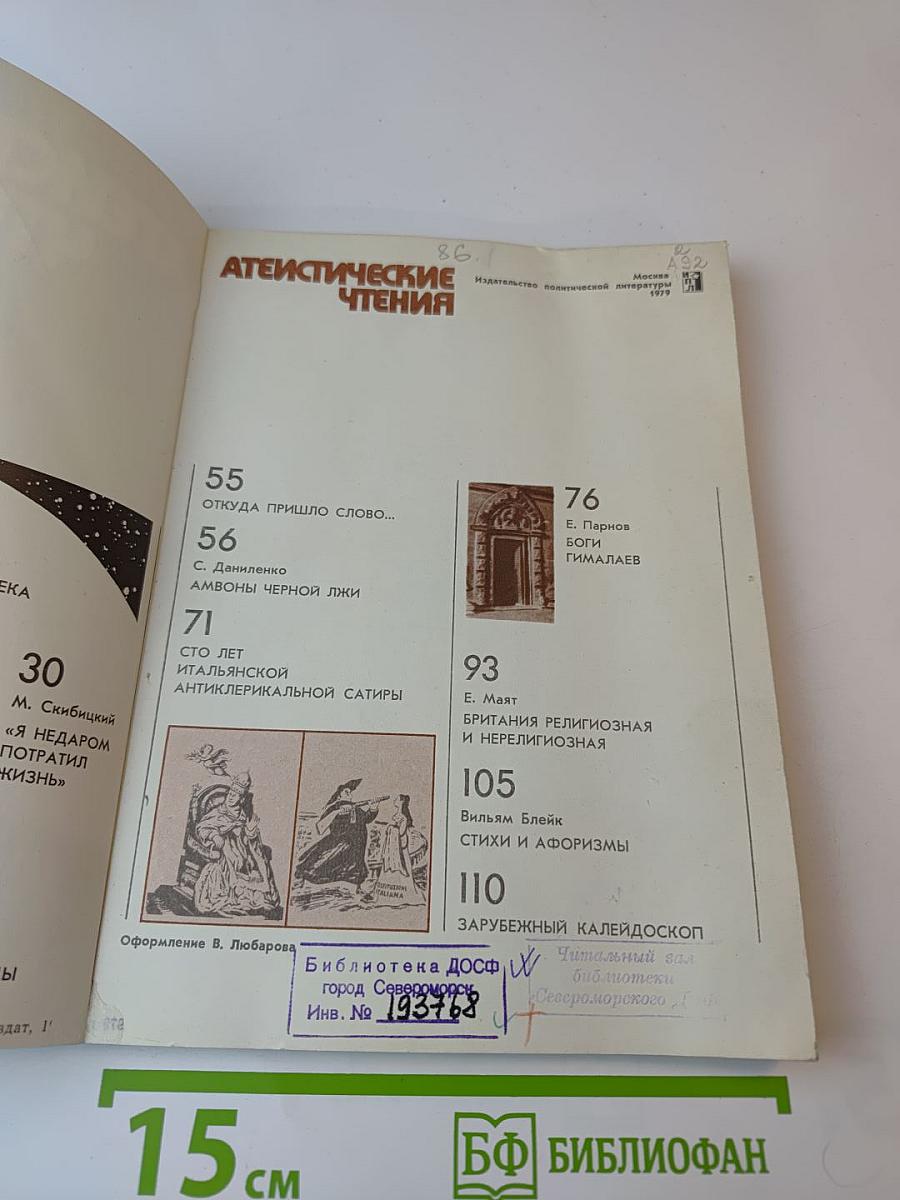 ЕКА
30
М. Скибицкий
«Я НЕДАРОМ
ПОТРАТИЛ
ЖИЗНЬ»
86.1
2
А92
АТЕИСТИЧЕСКИЕ
ЧТЕНИЯ
Москва
Издательство политической литературы
1979
55
ОТКУДА ПРИШЛО СЛОВО...
56
С. Даниленко
АМВОНЫ ЧЕРНОЙ ЛЖИ
71
СТО ЛЕТ
ИТАЛЬЯНСКОЙ
АНТИКЛЕРИКАЛЬНОЙ САТИРЫ
ITALIANA
76
Е. Парнов
БОГИ
ГИМАЛАЕВ
93
Е. Маят
БРИТАНИЯ РЕЛИГИОЗНАЯ
И НЕРЕЛИГИОЗНАЯ
105
Вильям Блейк
СТИХИ И АФОРИЗМЫ
110
ЗАРУБЕЖНЫЙ КАЛЕЙДОСКОП
Оформление В. Любарова
Библиотека ДОСФ
город Североморск
Инв. № 193768
Читальный зал
библиотеки
Североморского
15 см
БФ БИБЛИОФАН